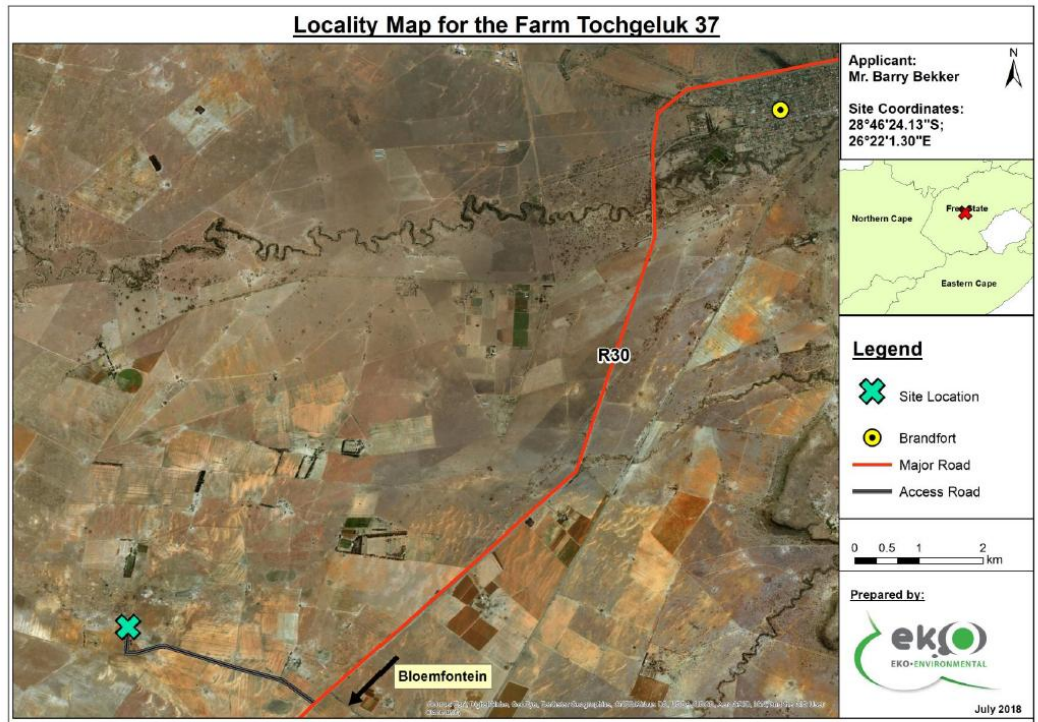 Locality Map for the Farm Tochgeluk 37
Applicant:
Mr. Barry Bekker
Site Coordinates:
28°46'24.13"S;
26°22'1.30"E
N
Northern Cape
Free State
Eastern Cape
R30
Bloemfontein
Legend
Site Location
Brandfort
Major Road
Access Road
0 0.5 1 2
km
Prepared by:
eko
EKO-ENVIRONMENTAL
July 2018